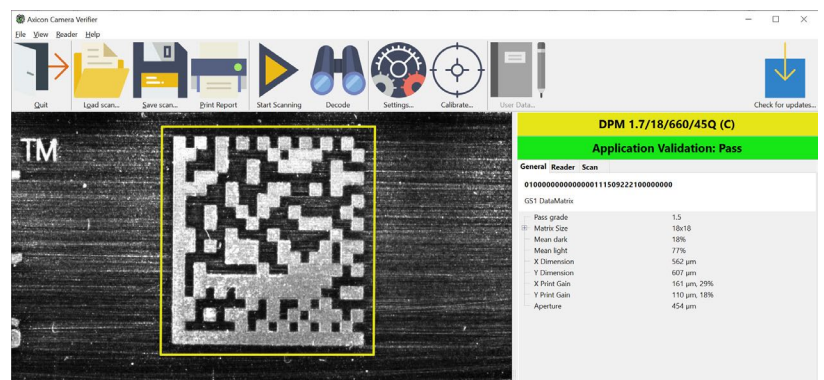 Axicon Camera Verifier
File View Reader Help
Quit Load scan... Save scan... Print Report Start Scanning Decode Settings... Calibrate... User Data... Check for updates...
TM
DPM 1.7/18/660/45Q (C)
Application Validation: Pass
General Reader Scan
010000000000000111509222100000000
GS1 DataMatrix
Pass grade 1.5
Matrix Size 18x18
Mean dark 18%
Mean light 77%
X Dimension 562 µm
Y Dimension 607 µm
X Print Gain 161 µm, 29%
Y Print Gain 110 µm, 18%
Aperture 454 µm